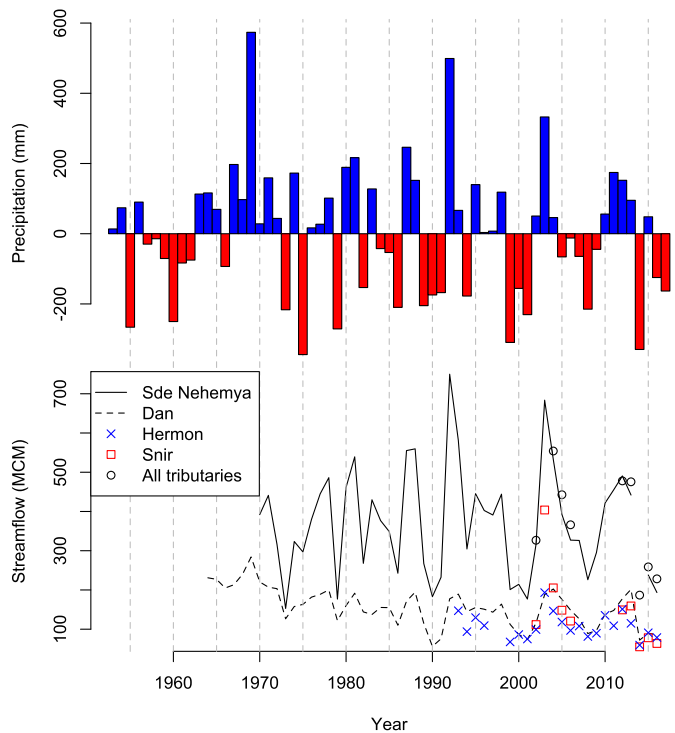 600
400
200
0
-200
Precipitation (mm)
Sde Nehemya
Dan
Hermon
Snir
All tributaries
700
500
300
100
Streamflow (MCM)
1960 1970 1980 1990 2000 2010
Year